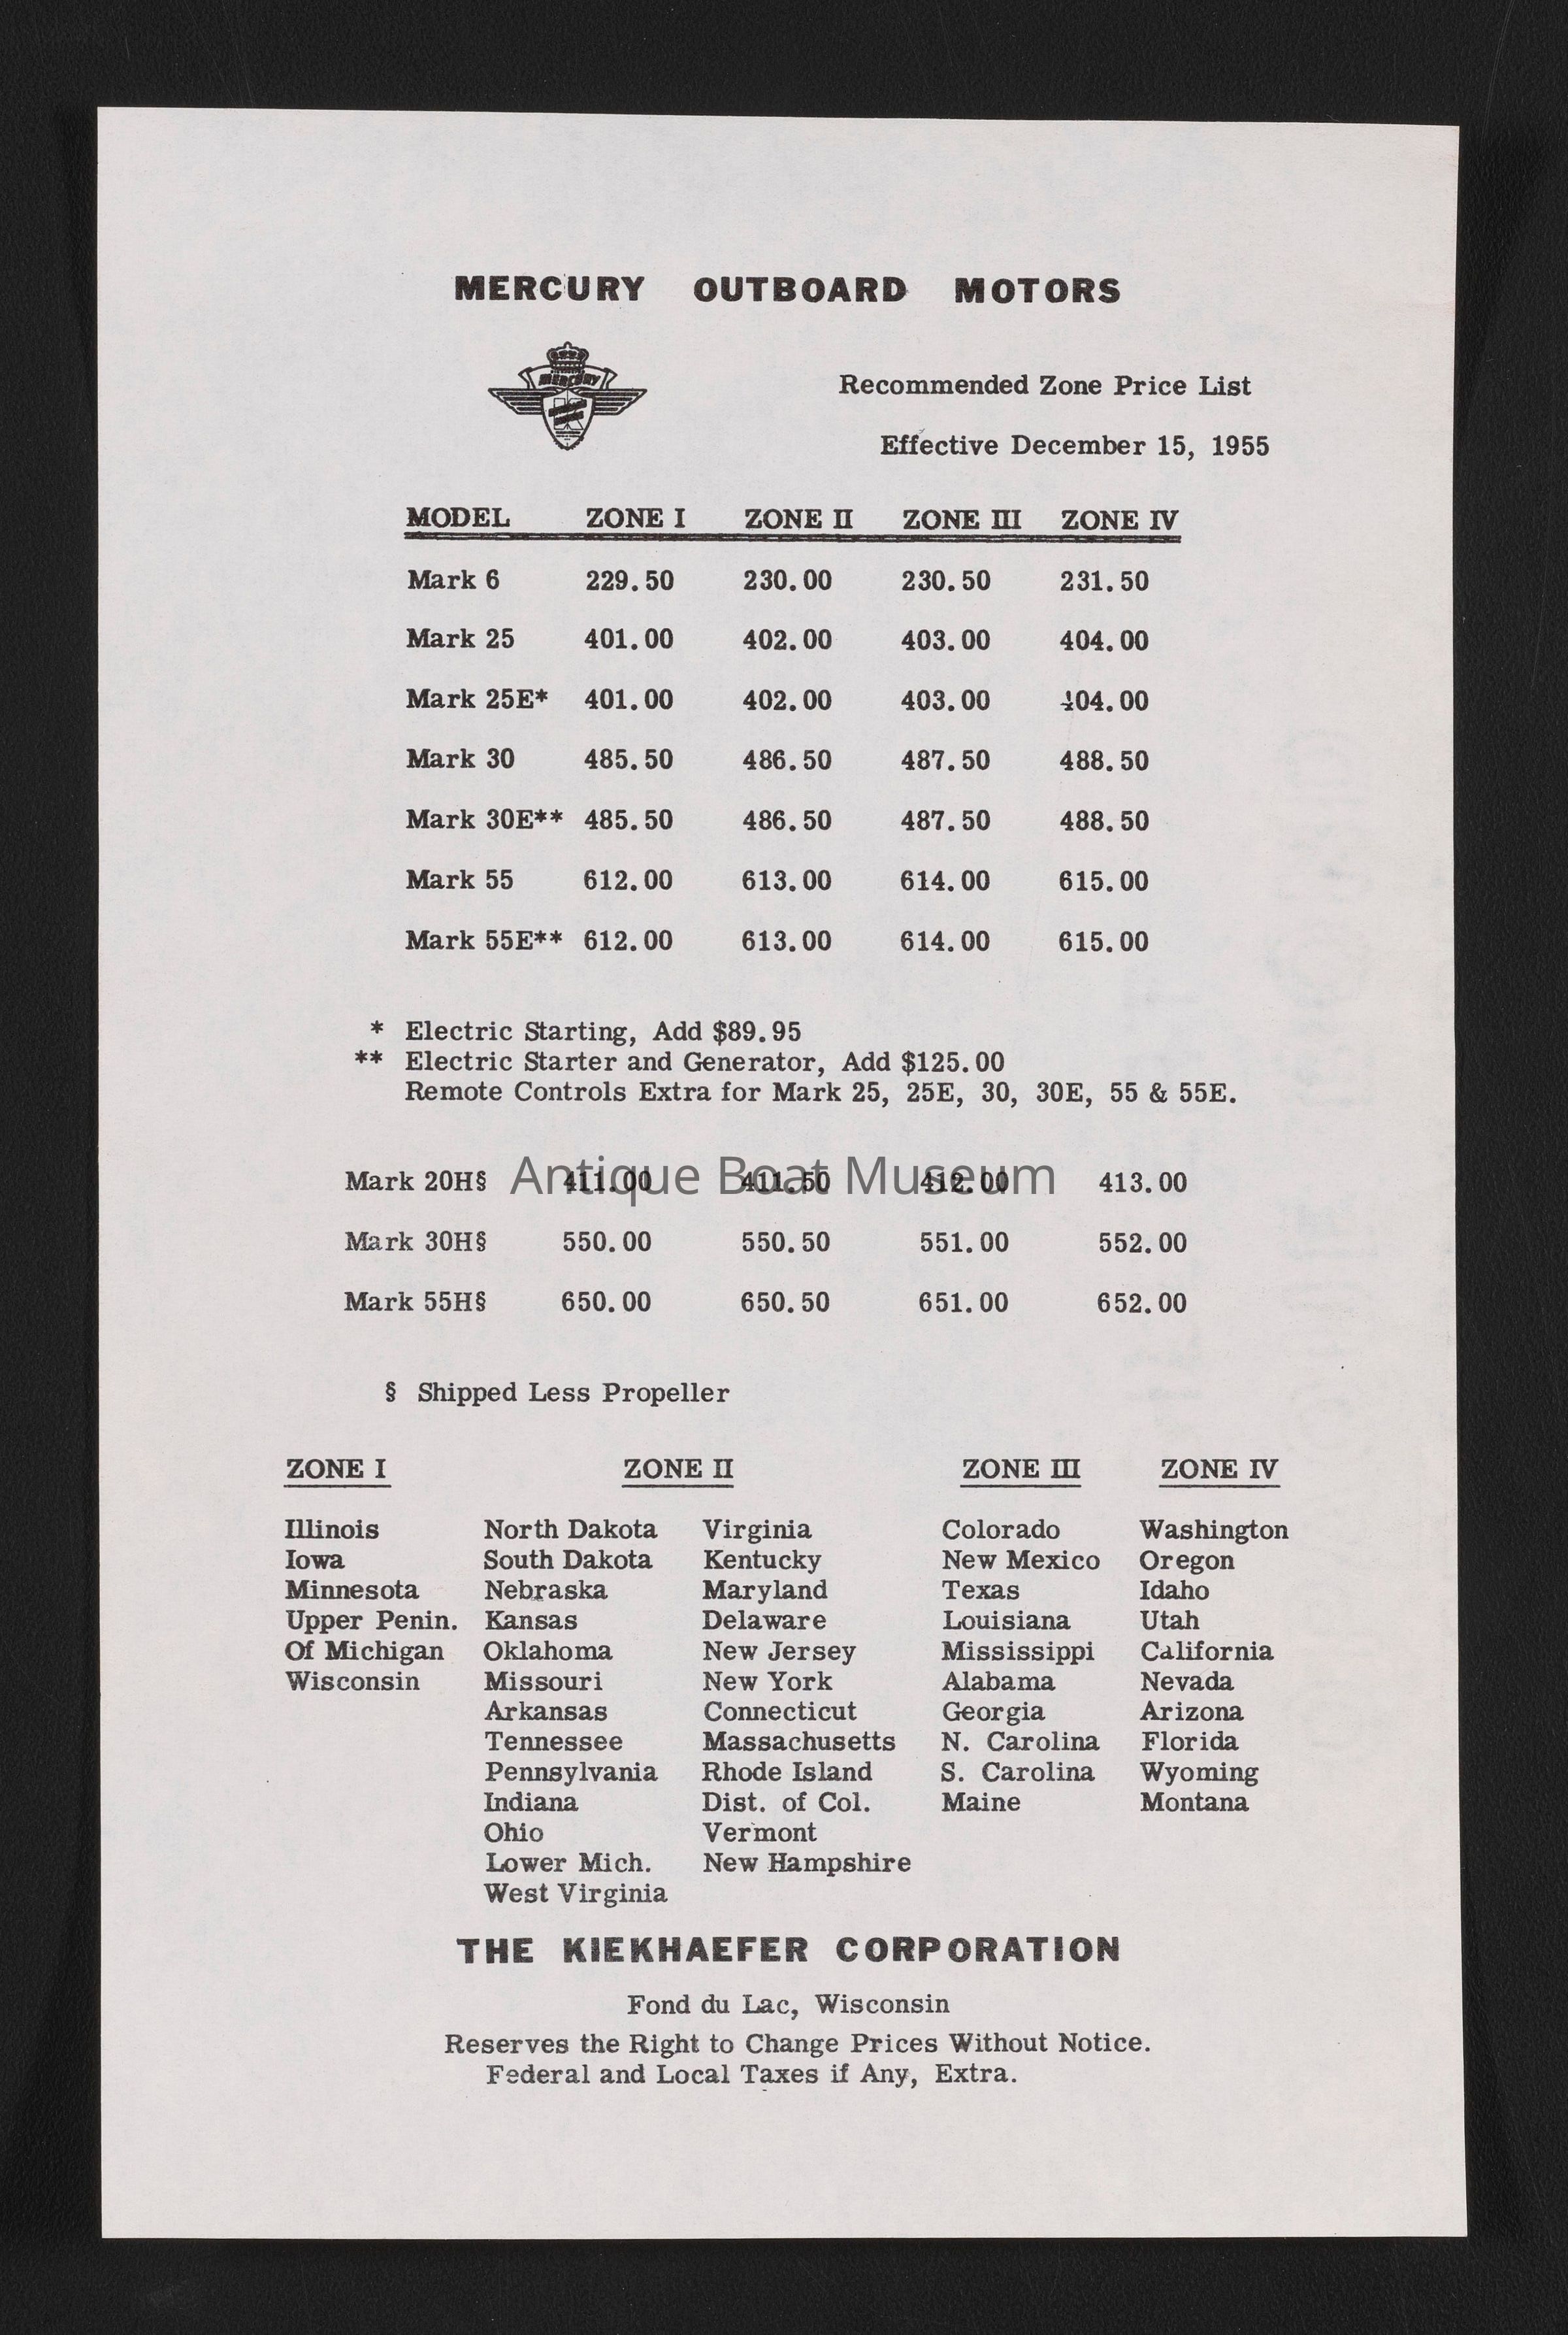 MERCURY OUTBOARD MOTORS
MERCURY
Recommended Zone Price List
Effective December 15, 1955
MODEL ZONE I ZONE II ZONE III ZONE IV
Mark 6 229.50 230.00 230.50 231.50
Mark 25 401.00 402.00 403.00 404.00
Mark 25E* 401.00 402.00 403.00 404.00
Mark 30 485.50 486.50 487.50 488.50
Mark 30E** 485.50 486.50 487.50 488.50
Mark 55 612.00 613.00 614.00 615.00
Mark 55E** 612.00 613.00 614.00 615.00
* Electric Starting, Add $89.95
** Electric Starter and Generator, Add $125.00
Remote Controls Extra for Mark 25, 25E, 30, 30E, 55 & 55E.
Antique Boat Museum
Mark 20H§ 411.00 411.50 412.00 413.00
Mark 30H§ 550.00 550.50 551.00 552.00
Mark 55H§ 650.00 650.50 651.00 652.00
§ Shipped Less Propeller
ZONE I ZONE II ZONE III ZONE IV
Illinois North Dakota Virginia Colorado Washington
Iowa South Dakota Kentucky New Mexico Oregon
Minnesota Nebraska Maryland Texas Idaho
Upper Penin. Kansas Delaware Louisiana Utah
Of Michigan Oklahoma New Jersey Mississippi California
Wisconsin Missouri New York Alabama Nevada
Arkansas Connecticut Georgia Arizona
Tennessee Massachusetts N. Carolina Florida
Pennsylvania Rhode Island S. Carolina Wyoming
Indiana Dist. of Col. Maine Montana
Ohio Vermont
Lower Mich. New Hampshire
West Virginia
THE KIEKHAEFER CORPORATION
Fond du Lac, Wisconsin
Reserves the Right to Change Prices Without Notice.
Federal and Local Taxes if Any, Extra.